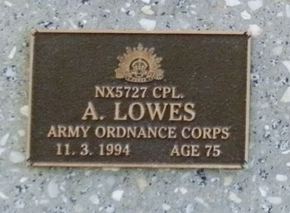 NX5727 CPL.
A. LOWES
ARMY ORDNANCE CORPS
11. 3. 1994 AGE 75